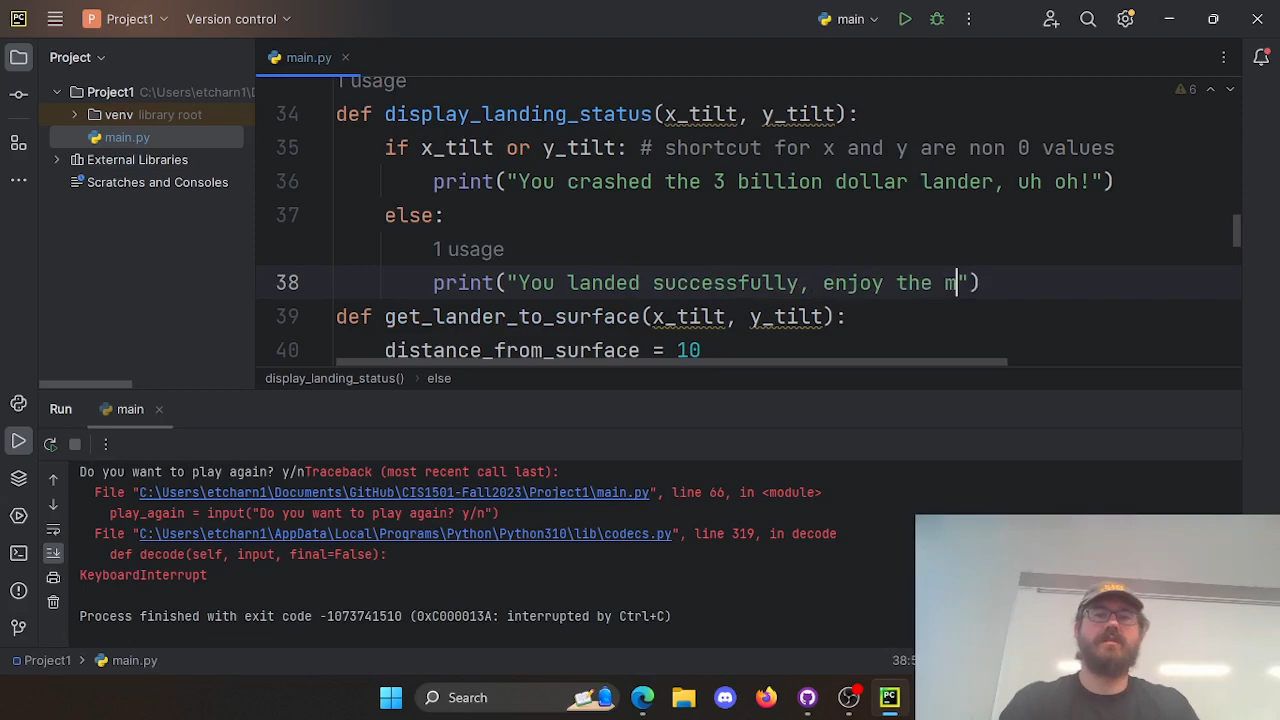 PC P Project1 Version control main
Project
main.py
Project1 C:\Users\etcharn1\D
venv library root
main.py
External Libraries
Scratches and Consoles
1 usage
6
34 def display_landing_status(x_tilt, y_tilt):
35 if x_tilt or y_tilt: # shortcut for x and y are non 0 values
36 print("You crashed the 3 billion dollar lander, uh oh!")
37 else:
1 usage
38 print("You landed successfully, enjoy the m")
39 def get_lander_to_surface(x_tilt, y_tilt):
40 distance_from_surface = 10
display_landing_status() else
Run main
Do you want to play again? y/nTraceback (most recent call last):
File "C:\Users\etcharn1\Documents\GitHub\CIS1501-Fall2023\Project1\main.py", line 66, in <module>
play_again = input("Do you want to play again? y/n")
File "C:\Users\etcharn1\AppData\Local\Programs\Python\Python310\lib\codecs.py", line 319, in decode
def decode(self, input, final=False):
KeyboardInterrupt
Process finished with exit code -1073741510 (0xC000013A: interrupted by Ctrl+C)
Project1 main.py
Search
PC